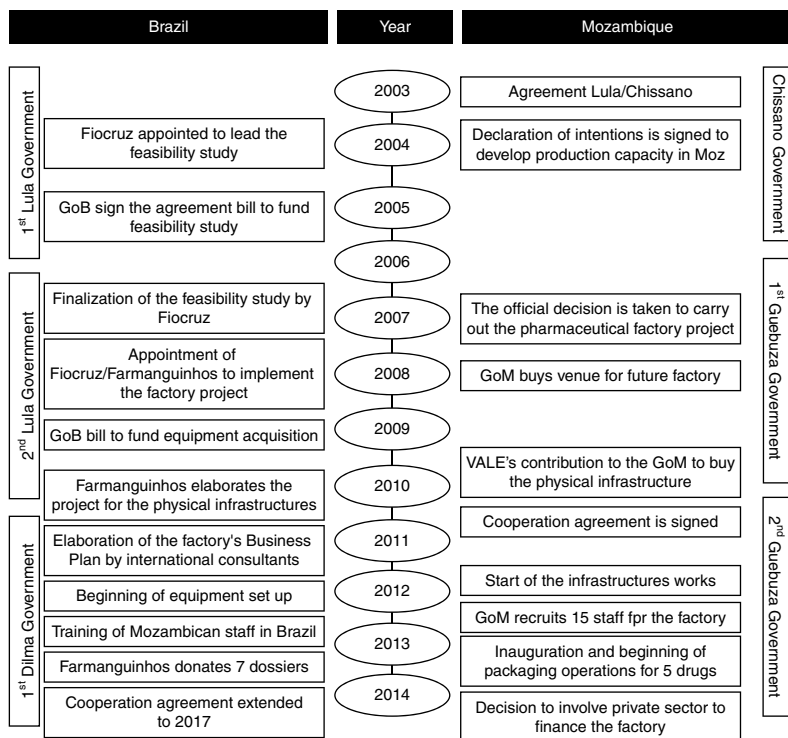 Brazil
Year
Mozambique
1st Lula Government
2nd Lula Government
1st Dilma Government
Fiocruz appointed to lead the
feasibility study
GoB sign the agreement bill to fund
feasibility study
Finalization of the feasibility study by
Fiocruz
Appointment of
Fiocruz/Farmanguinhos to implement
the factory project
GoB bill to fund equipment acquisition
Farmanguinhos elaborates the
project for the physical infrastructures
Elaboration of the factory's Business
Plan by international consultants
Beginning of equipment set up
Training of Mozambican staff in Brazil
Farmanguinhos donates 7 dossiers
Cooperation agreement extended
to 2017
2003
2004
2005
2006
2007
2008
2009
2010
2011
2012
2013
2014
Agreement Lula/Chissano
Declaration of intentions is signed to
develop production capacity in Moz
The official decision is taken to carry
out the pharmaceutical factory project
GoM buys venue for future factory
VALE's contribution to the GoM to buy
the physical infrastructure
Cooperation agreement is signed
Start of the infrastructures works
GoM recruits 15 staff fpr the factory
Inauguration and beginning of
packaging operations for 5 drugs
Decision to involve private sector to
finance the factory
Chissano Government
1st Guebuza Government
2nd Guebuza Government